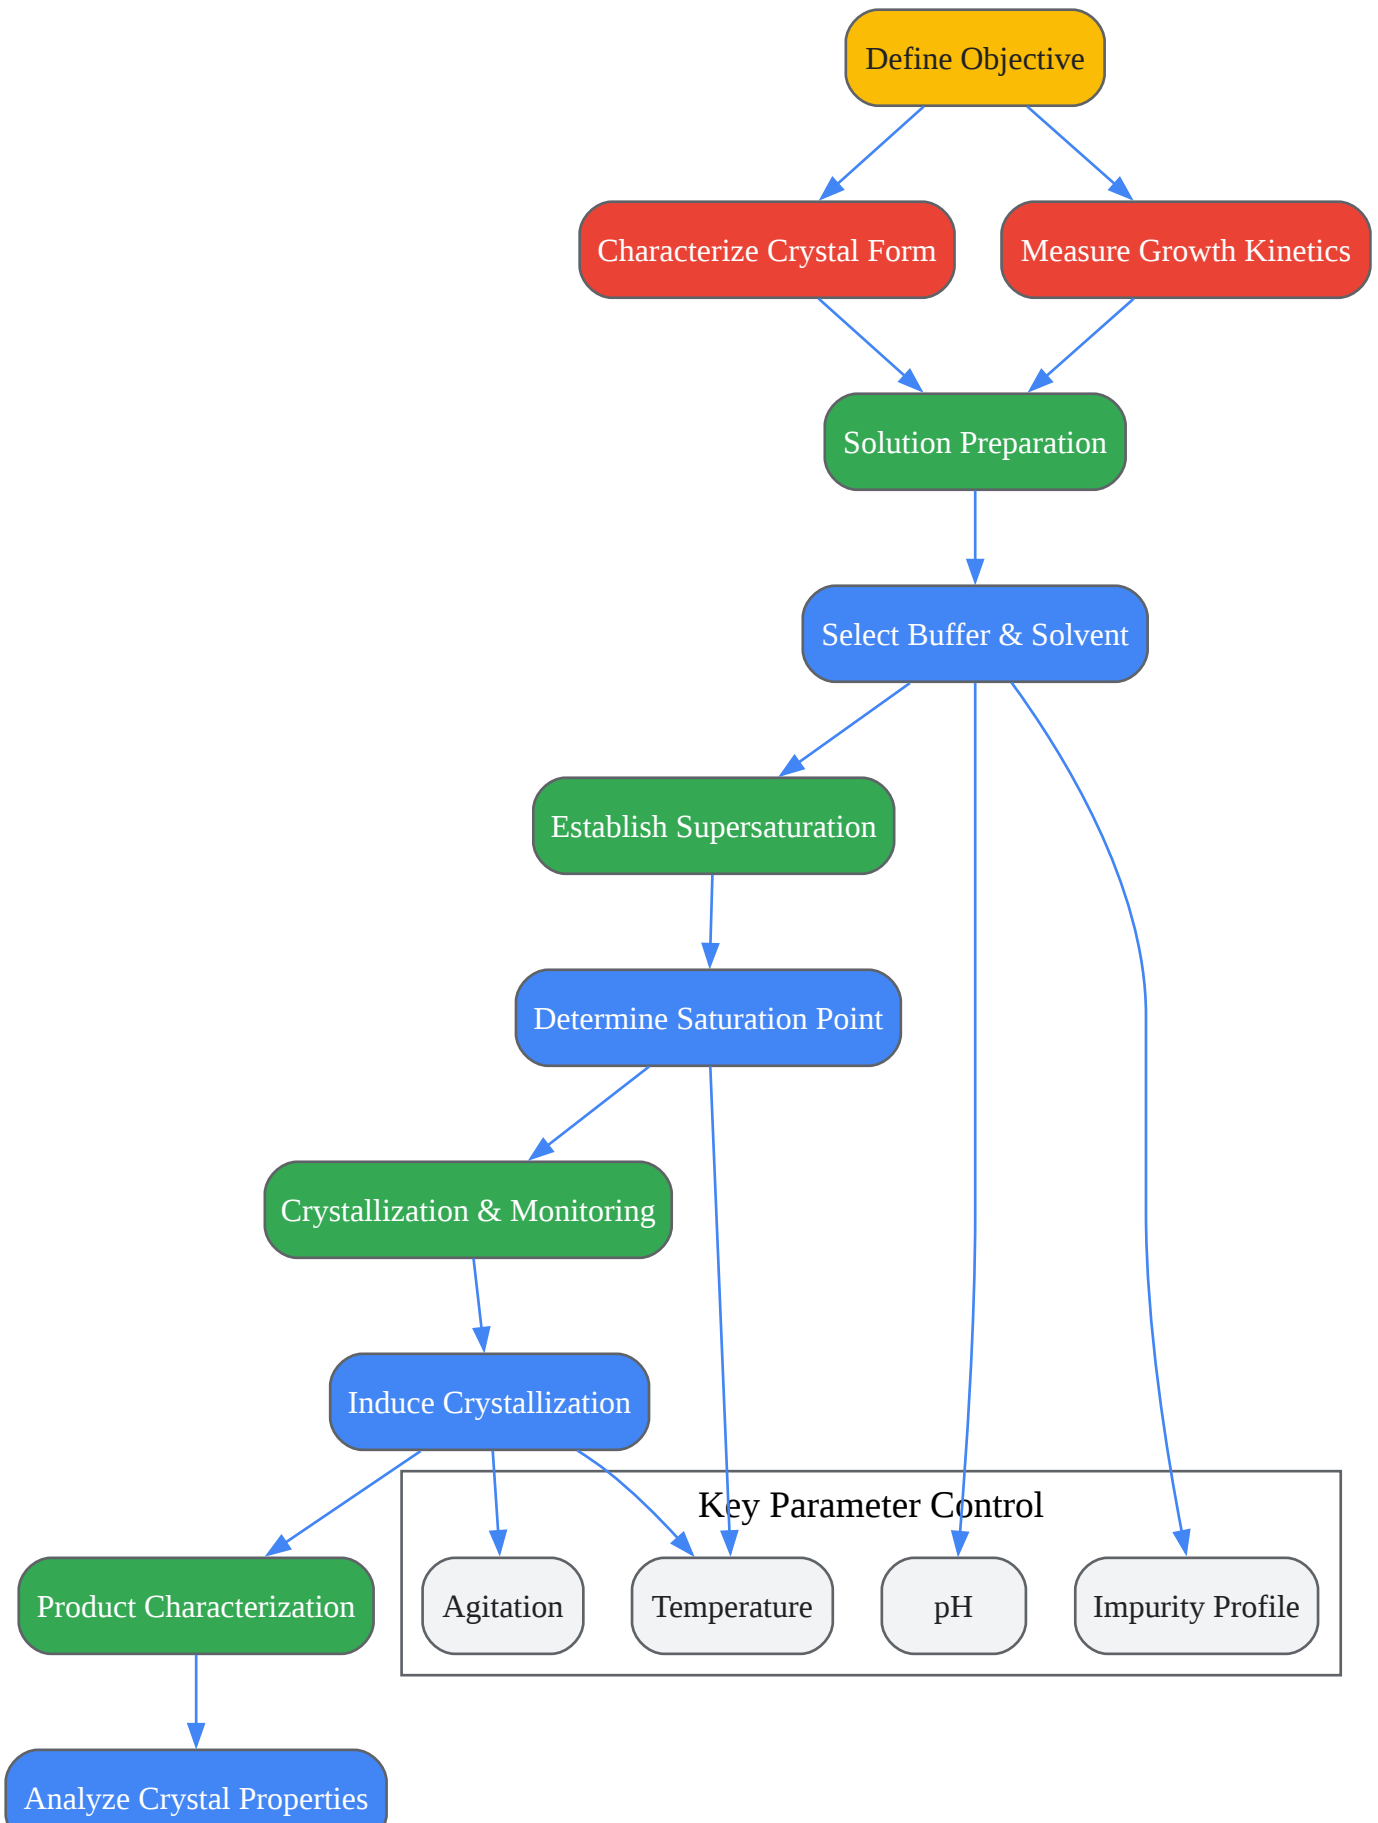 Define Objective
Characterize Crystal Form
Measure Growth Kinetics
Solution Preparation
Select Buffer & Solvent
Establish Supersaturation
Determine Saturation Point
Crystallization & Monitoring
Induce Crystallization
Key Parameter Control
Product Characterization
Agitation
Temperature
pH
Impurity Profile
Analyze Crystal Properties